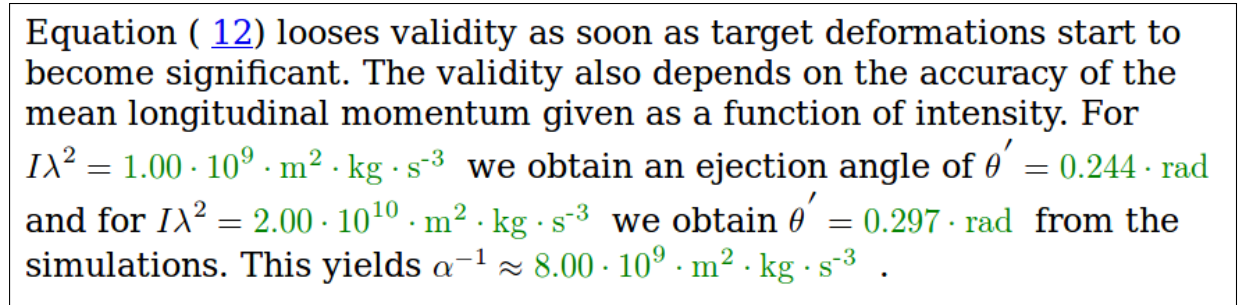 Equation ( 12) looses validity as soon as target deformations start to
become significant. The validity also depends on the accuracy of the
mean longitudinal momentum given as a function of intensity. For
Iλ² = 1.00 · 10⁹ · m² · kg · s⁻³ we obtain an ejection angle of θ′ = 0.244 · rad
and for Iλ² = 2.00 · 10¹⁰ · m² · kg · s⁻³ we obtain θ′ = 0.297 · rad from the
simulations. This yields α⁻¹ ≈ 8.00 · 10⁹ · m² · kg · s⁻³ .